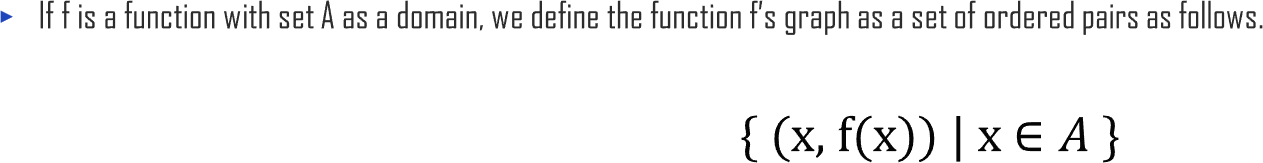 ▸ If f is a function with set A as a domain, we define the function f's graph as a set of ordered pairs as follows.
{ (x, f(x)) | x ∈ A }